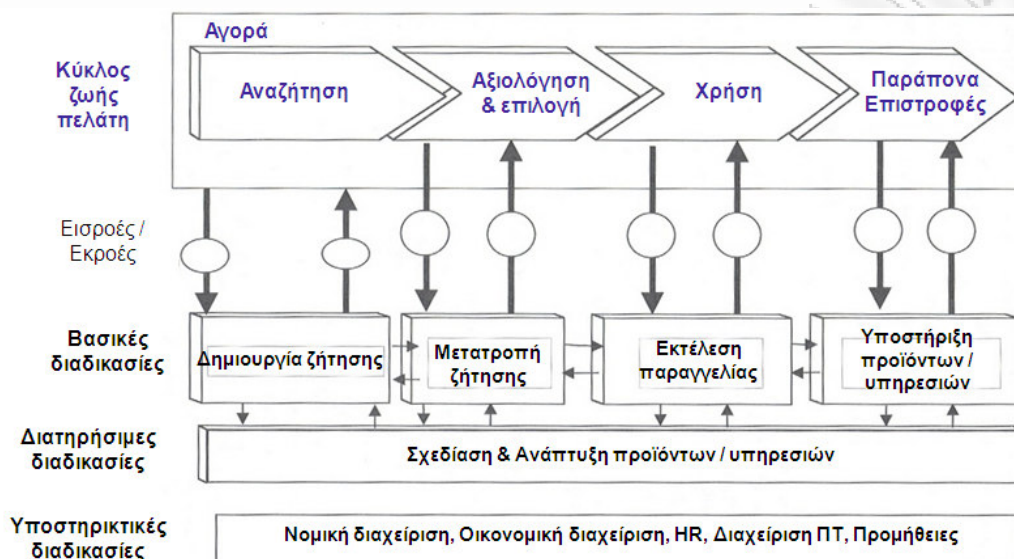 Αγορά
Κύκλος
ζωής
πελάτη
Αναζήτηση
Αξιολόγηση
& επιλογή
Χρήση
Παράπονα
Επιστροφές
Εισροές /
Εκροές
Βασικές
διαδικασίες
Δημιουργία ζήτησης
Μετατροπή
ζήτησης
Εκτέλεση
παραγγελίας
Υποστήριξη
προϊόντων /
υπηρεσιών
Διατηρήσιμες
διαδικασίες
Σχεδίαση & Ανάπτυξη προϊόντων / υπηρεσιών
Υποστηρικτικές
διαδικασίες
Νομική διαχείριση, Οικονομική διαχείριση, HR, Διαχείριση ΠΤ, Προμήθειες